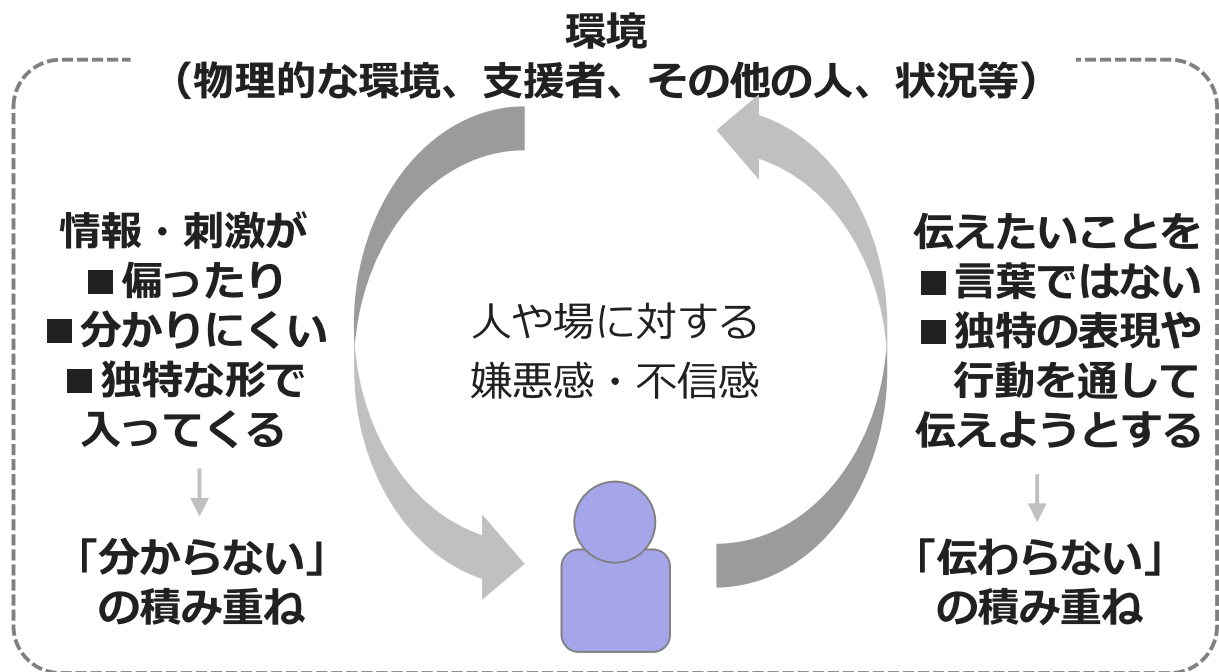 環境
（物理的な環境、支援者、その他の人、状況等）
情報・刺激が
■偏ったり
■分かりにくい
■独特な形で
入ってくる
「分からない」
の積み重ね
人や場に対する
嫌悪感・不信感
伝えたいことを
■言葉ではない
■独特の表現や
行動を通して
伝えようとする
「伝わらない」
の積み重ね